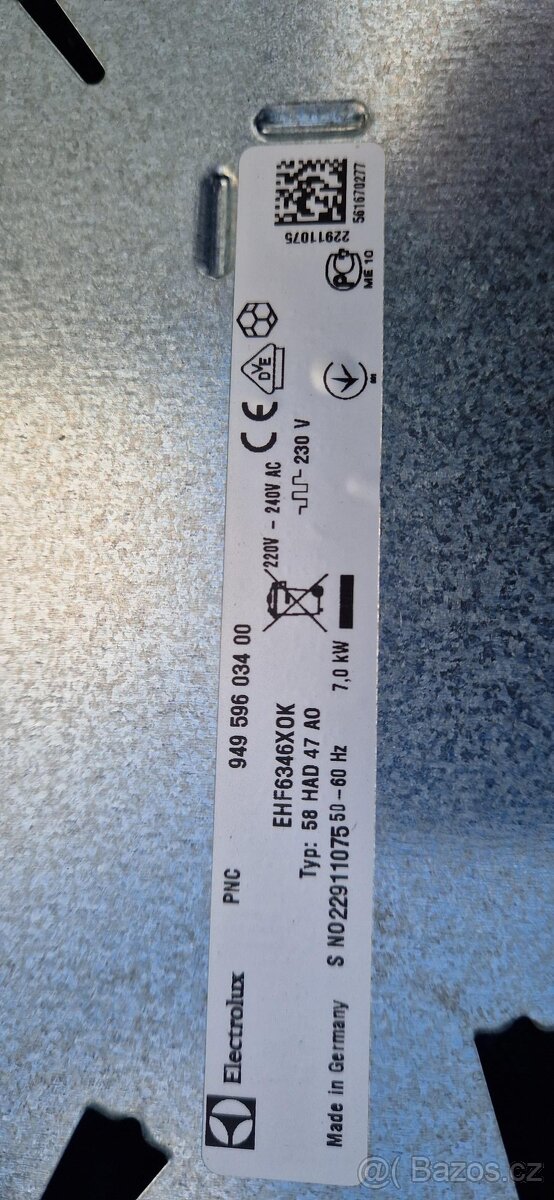 Electrolux
PNC 949 596 034 00
EHF6346XOK
Typ: 58 HAD 47 AO
Made in Germany S NO22911075 50-60 Hz 7,0 kW
220V - 240V AC
230 V
CE
DVE
22911075
561670277
ME 10
@Bazos.cz